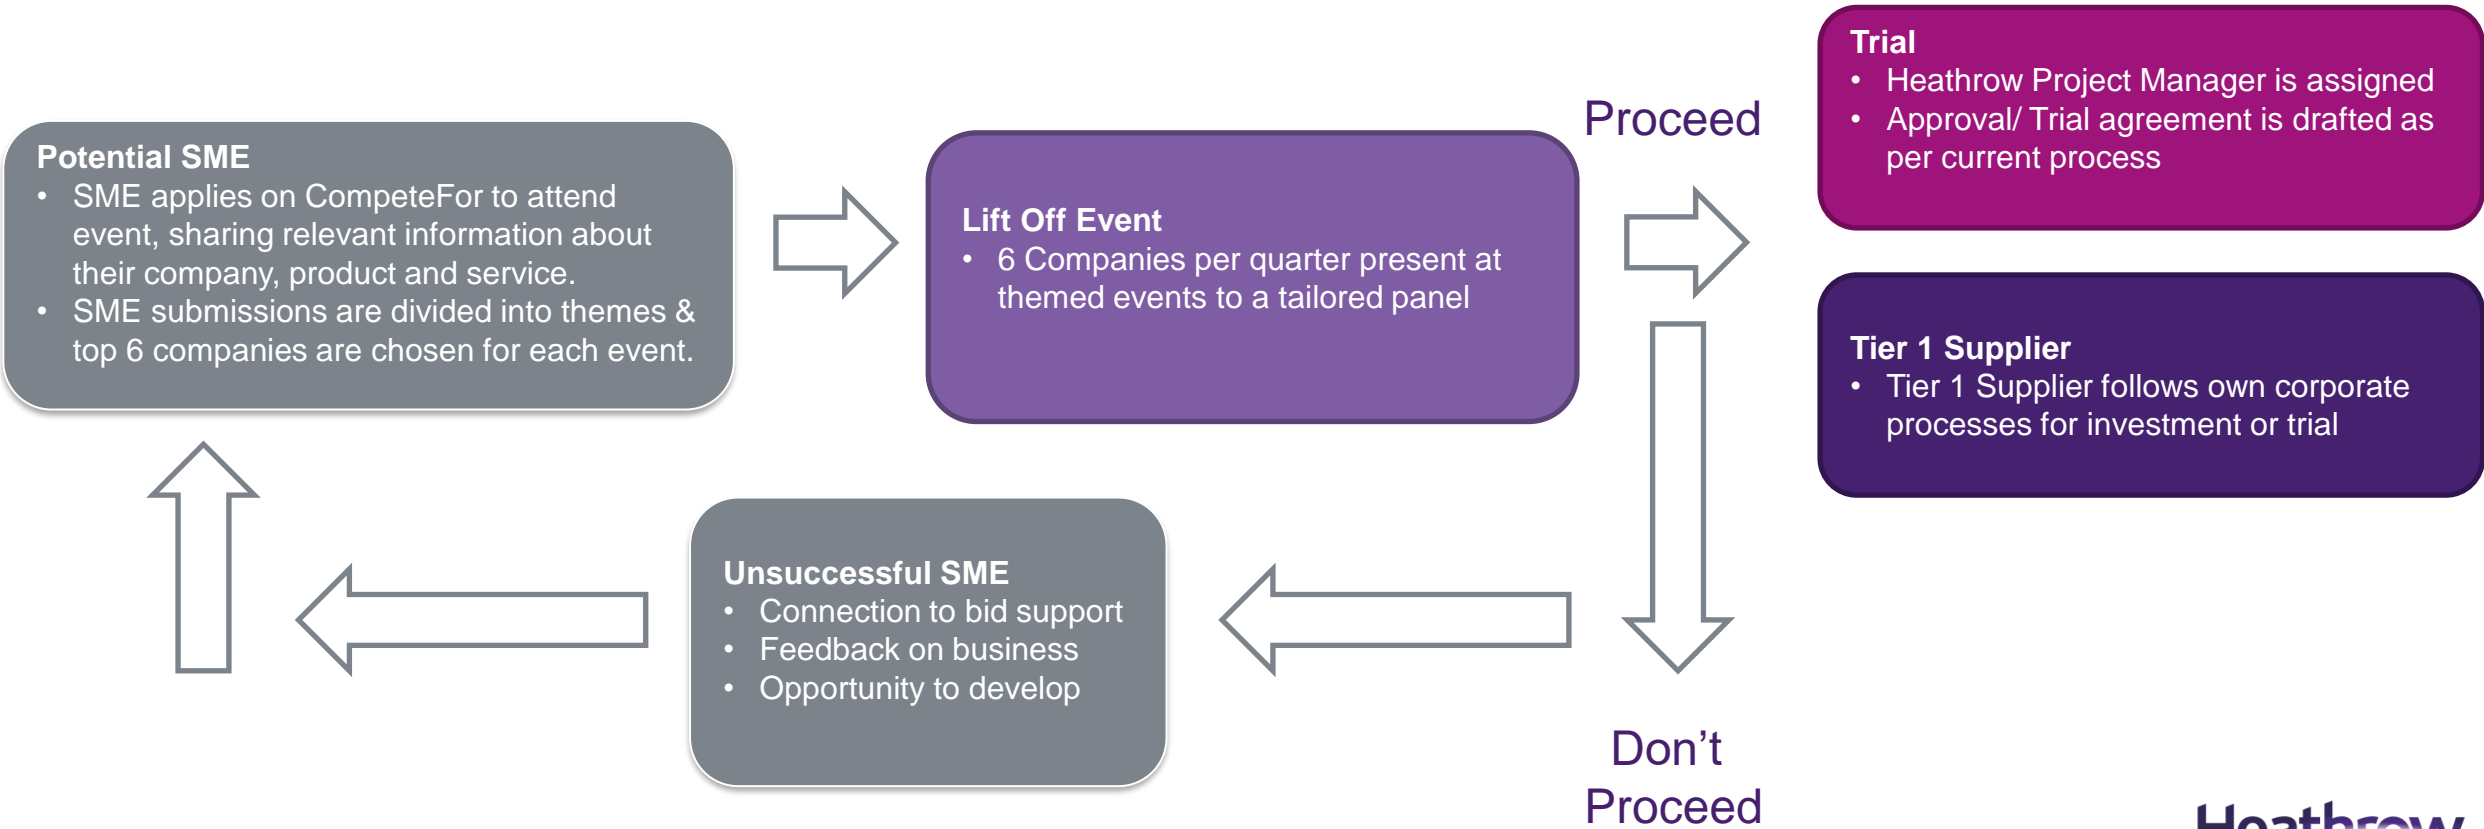 Potential SME
• SME applies on CompeteFor to attend
event, sharing relevant information about
their company, product and service.
• SME submissions are divided into themes &
top 6 companies are chosen for each event.
Lift Off Event
• 6 Companies per quarter present at
themed events to a tailored panel
Proceed
Trial
• Heathrow Project Manager is assigned
• Approval/ Trial agreement is drafted as
per current process
Tier 1 Supplier
• Tier 1 Supplier follows own corporate
processes for investment or trial
Unsuccessful SME
• Connection to bid support
• Feedback on business
• Opportunity to develop
Don’t
Proceed
Heathrow